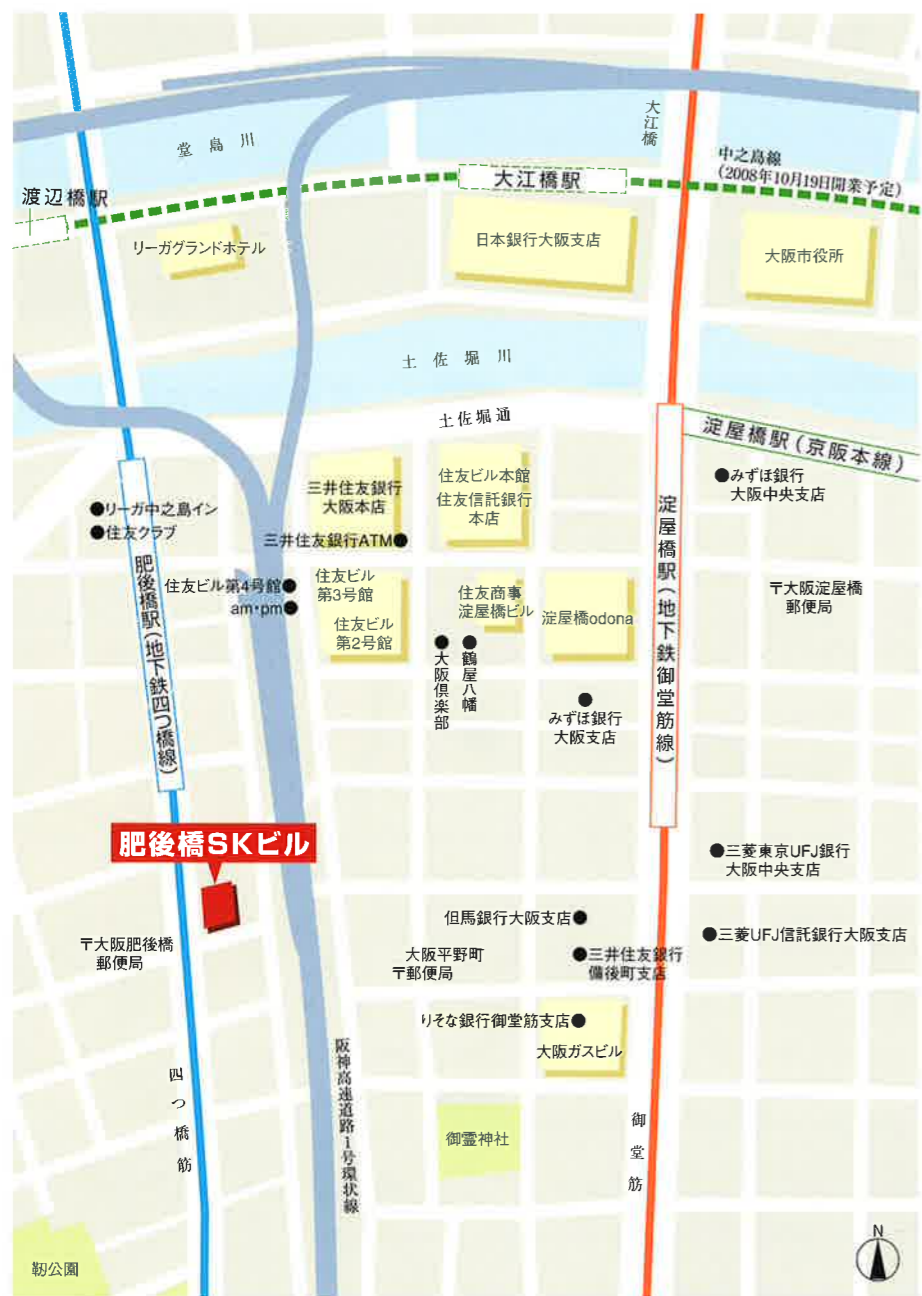 堂島川
大江橋
中之島線
(2008年10月19日開業予定)
大江橋駅
渡辺橋駅
リーガグランドホテル
日本銀行大阪支店
大阪市役所
土佐堀川
土佐堀通
淀屋橋駅(京阪本線)
●みずほ銀行
大阪中央支店
三井住友銀行
大阪本店
住友ビル本館
住友信託銀行
本店
●リーガ中之島イン
●住友クラブ
三井住友銀行ATM●
肥後橋駅(地下鉄四つ橋線)
淀屋橋駅(地下鉄御堂筋線)
住友ビル第4号館●
am・pm●
住友ビル
第3号館
住友ビル
第2号館
住友商事
淀屋橋ビル
淀屋橋odona
〒大阪淀屋橋
郵便局
●大阪倶楽部
●鶴屋八幡
●
みずほ銀行
大阪支店
肥後橋SKビル
●三菱東京UFJ銀行
大阪中央支店
但馬銀行大阪支店●
●三菱UFJ信託銀行大阪支店
〒大阪肥後橋
郵便局
大阪平野町
〒郵便局
●三井住友銀行
備後町支店
りそな銀行御堂筋支店●
大阪ガスビル
阪神高速道路1号環状線
四つ橋筋
御霊神社
御堂筋
靭公園
N